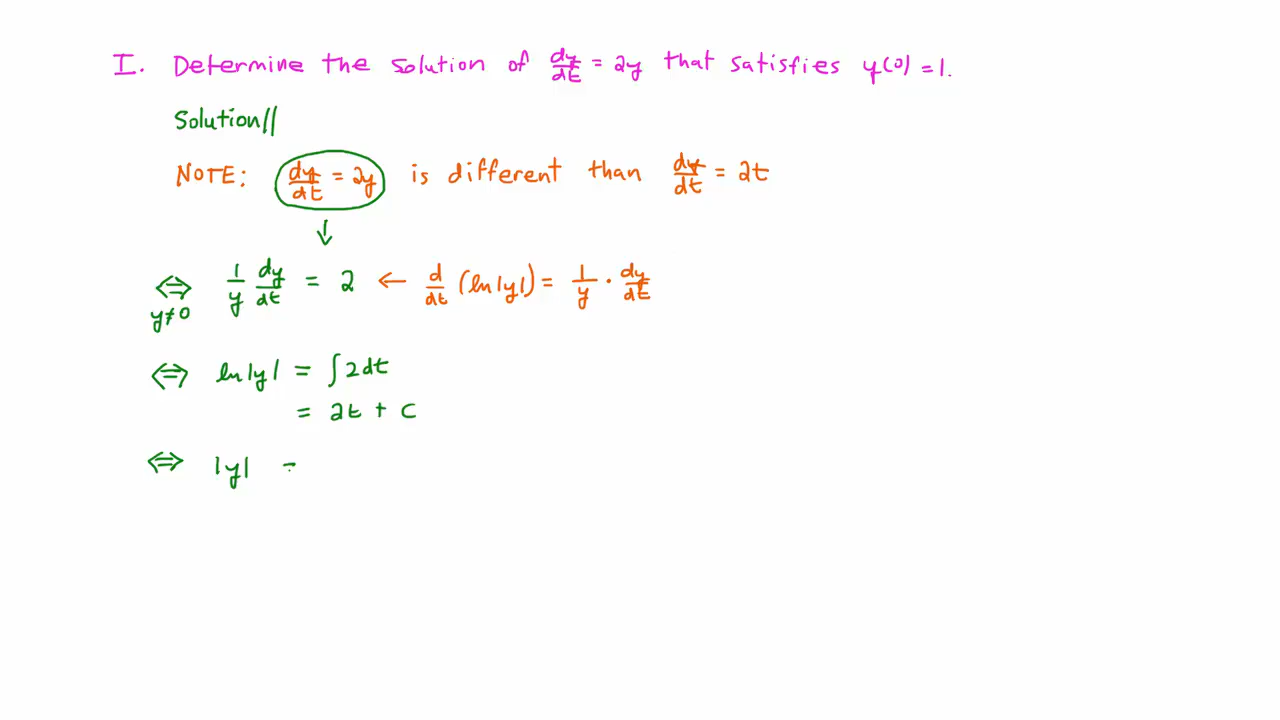 I. Determine the solution of dy/dt = 2y that satisfies y(0) = 1.
Solution//
NOTE: dy/dt = 2y is different than dy/dt = 2t
↓
⇔ y≠0 1/y dy/dt = 2 ← d/dt (ln|y|) = 1/y · dy/dt
⇔ ln|y| = ∫2dt
= 2t + C
⇔ |y| =